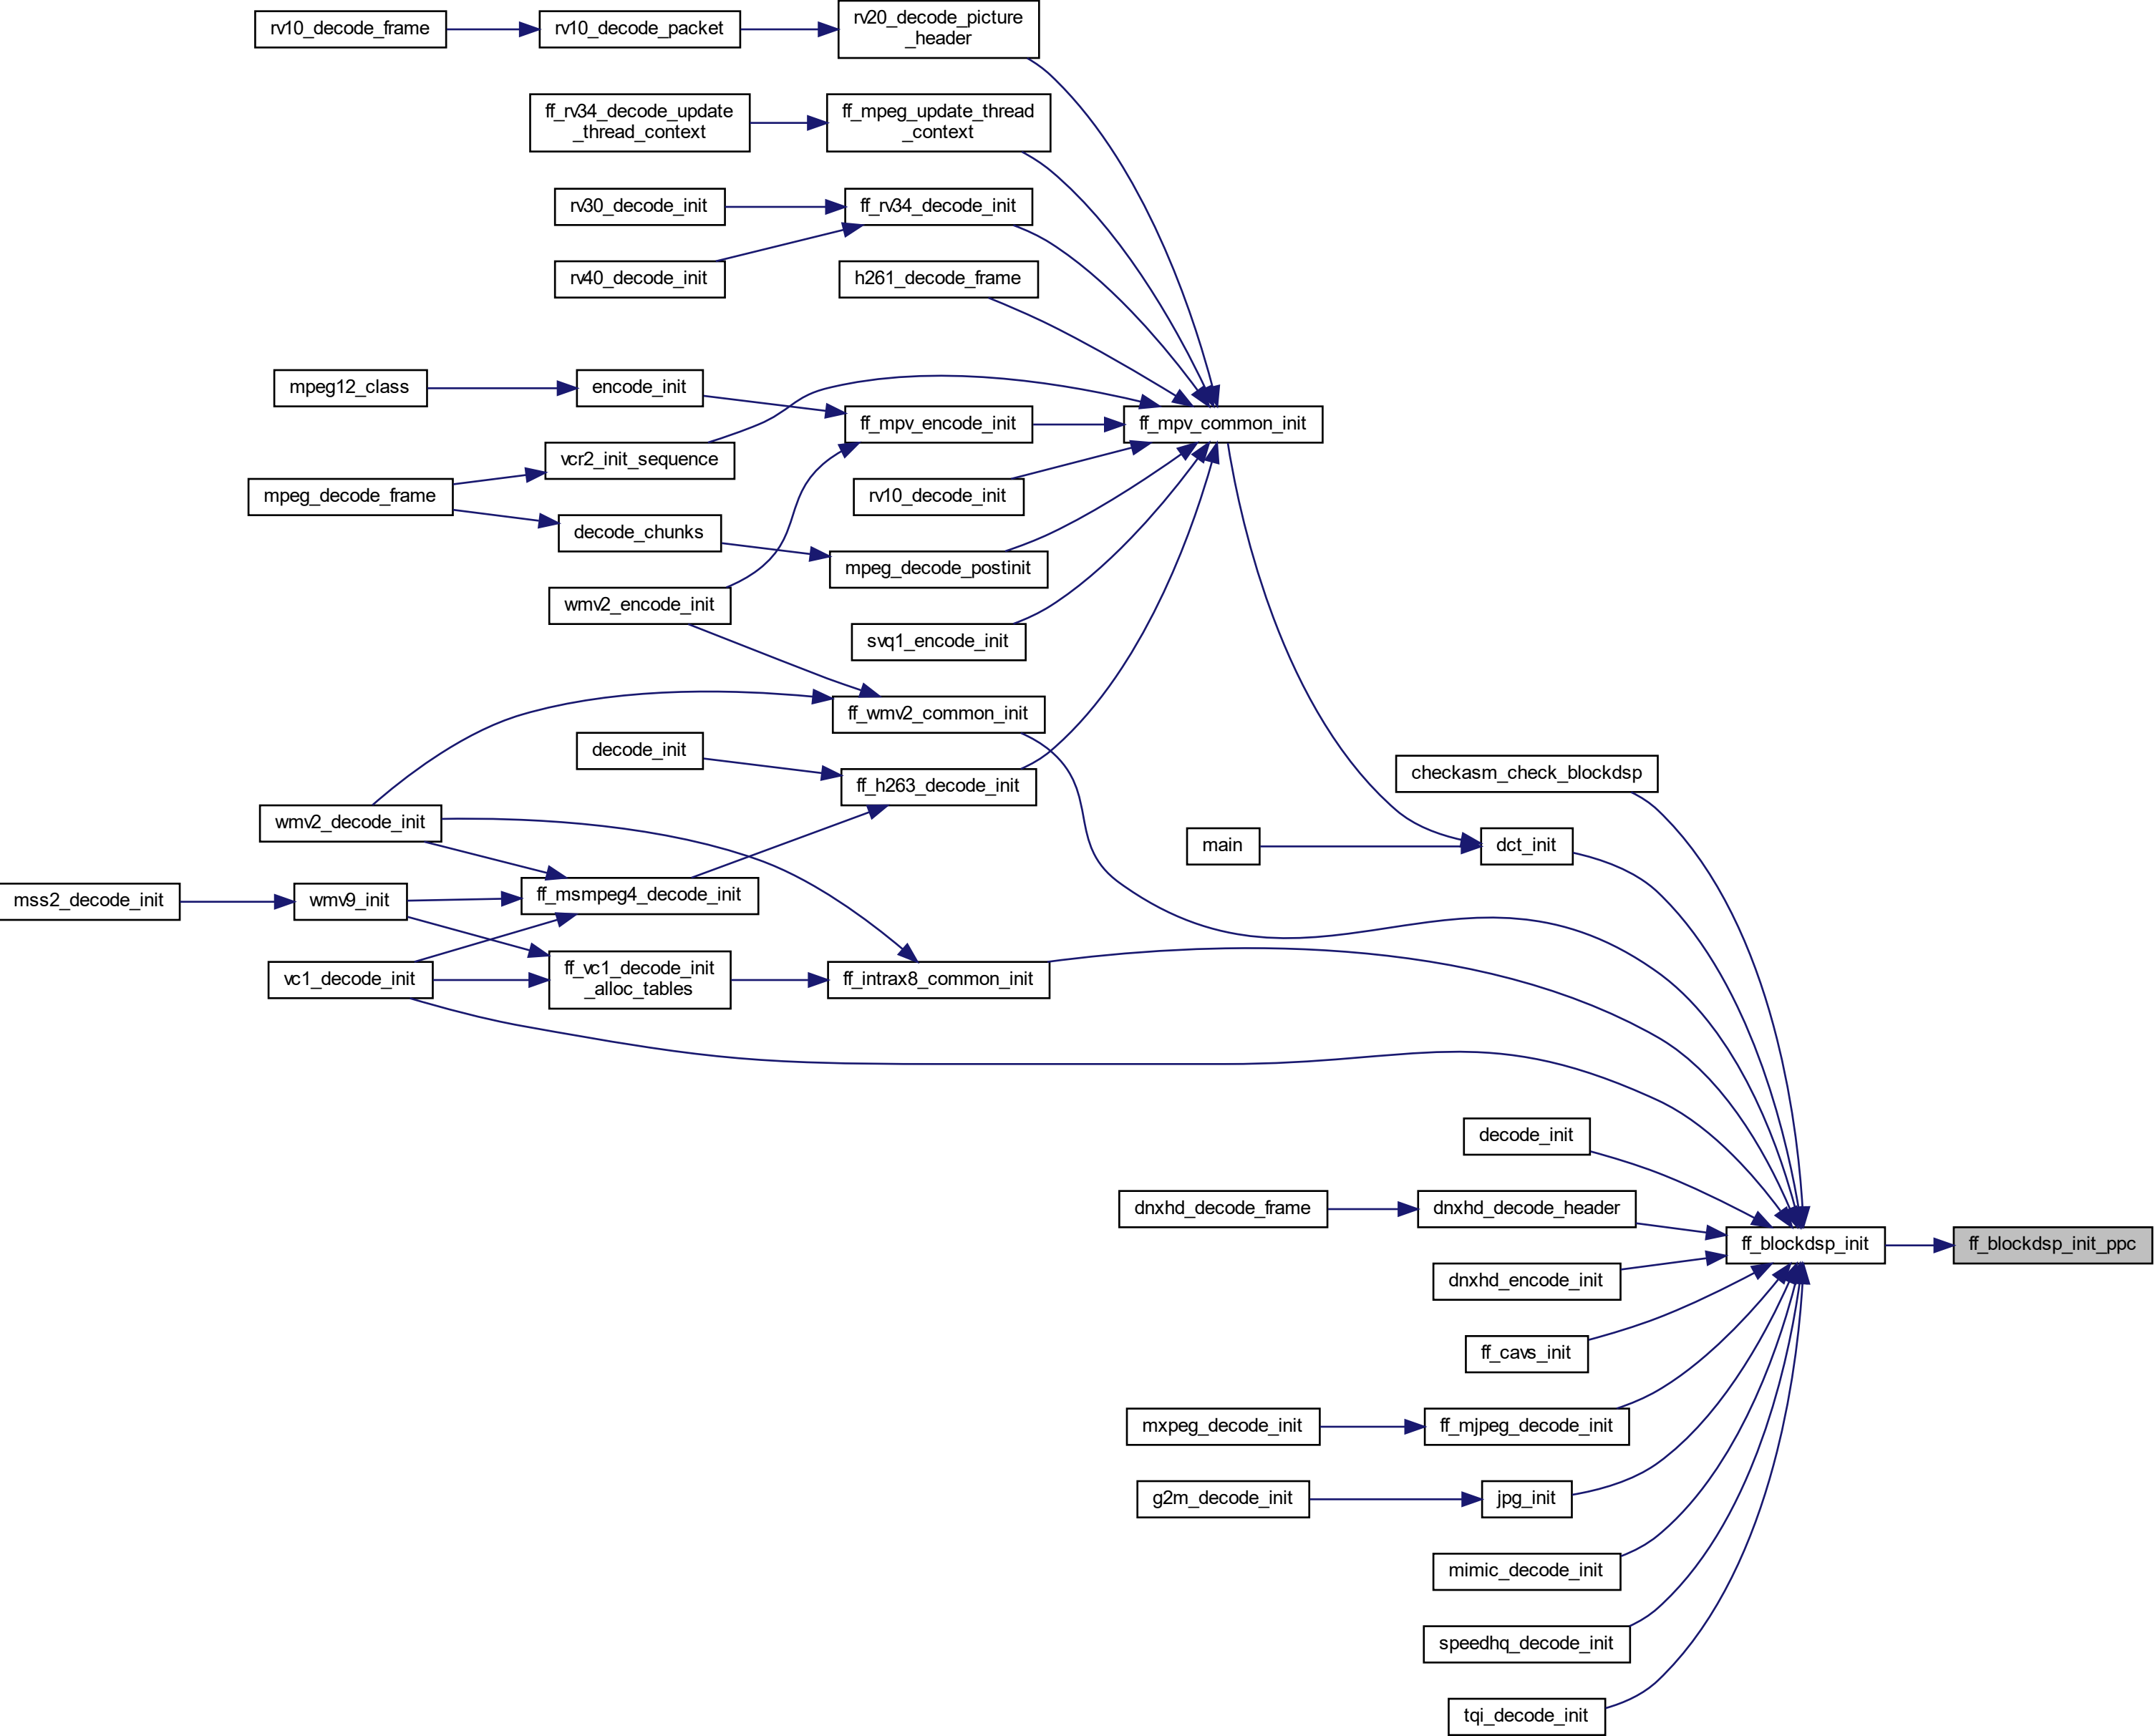 rv10_decode_frame
rv10_decode_packet
rv20_decode_picture
_header
ff_rv34_decode_update
_thread_context
ff_mpeg_update_thread
_context
rv30_decode_init
ff_rv34_decode_init
rv40_decode_init
h261_decode_frame
mpeg12_class
encode_init
ff_mpv_encode_init
ff_mpv_common_init
vcr2_init_sequence
mpeg_decode_frame
rv10_decode_init
decode_chunks
mpeg_decode_postinit
wmv2_encode_init
svq1_encode_init
ff_wmv2_common_init
decode_init
ff_h263_decode_init
checkasm_check_blockdsp
wmv2_decode_init
main
dct_init
mss2_decode_init
wmv9_init
ff_msmpeg4_decode_init
vc1_decode_init
ff_vc1_decode_init
_alloc_tables
ff_intrax8_common_init
decode_init
dnxhd_decode_frame
dnxhd_decode_header
ff_blockdsp_init
ff_blockdsp_init_ppc
dnxhd_encode_init
ff_cavs_init
mxpeg_decode_init
ff_mjpeg_decode_init
g2m_decode_init
jpg_init
mimic_decode_init
speedhq_decode_init
tqi_decode_init